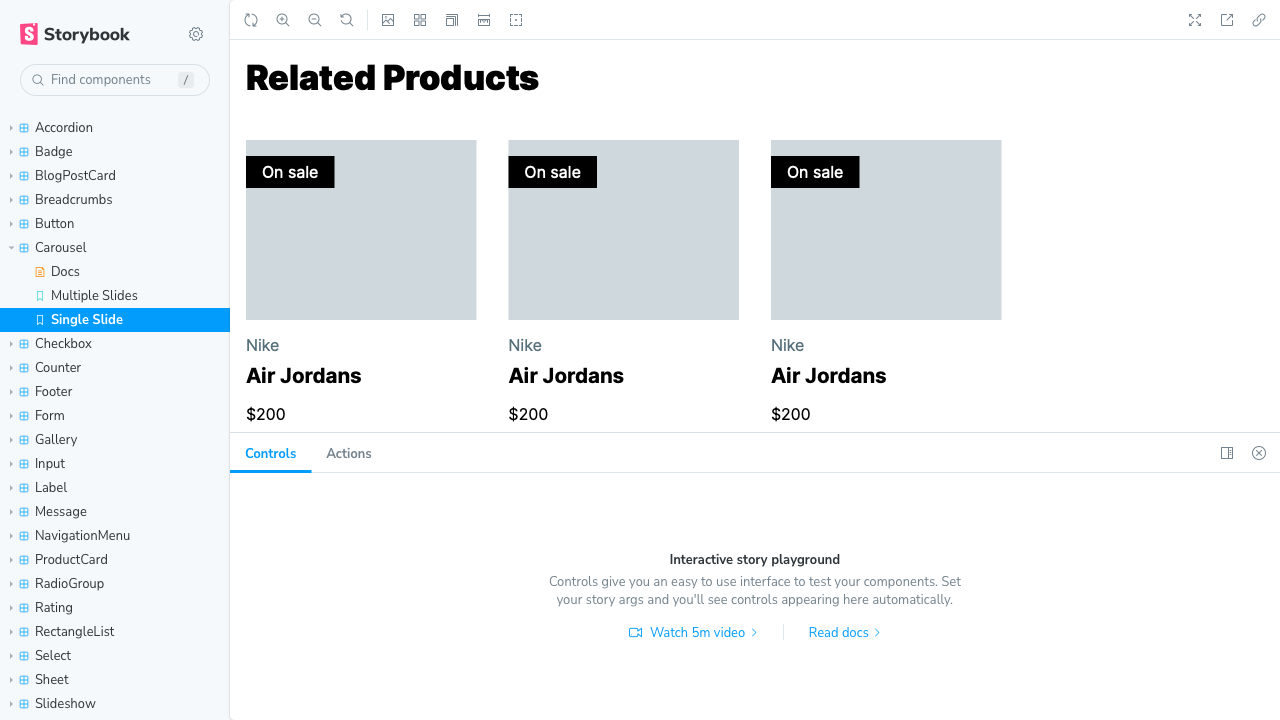 Storybook
Find components
/
Accordion
Badge
BlogPostCard
Breadcrumbs
Button
Carousel
Docs
Multiple Slides
Single Slide
Checkbox
Counter
Footer
Form
Gallery
Input
Label
Message
NavigationMenu
ProductCard
RadioGroup
Rating
RectangleList
Select
Sheet
Slideshow
Related Products
On sale On sale On sale
Nike Nike Nike
Air Jordans Air Jordans Air Jordans
$200 $200 $200
Controls Actions
Interactive story playground
Controls give you an easy to use interface to test your components. Set
your story args and you'll see controls appearing here automatically.
Watch 5m video Read docs